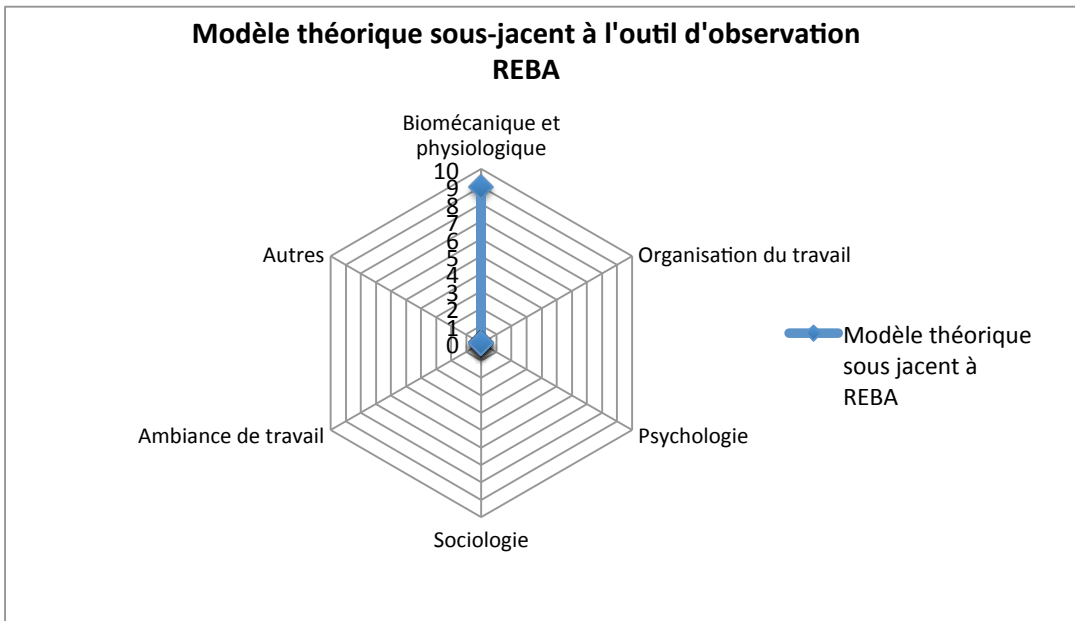 Modèle théorique sous-jacent à l'outil d'observation
REBA
Biomécanique et
physiologique
10
9
8
7
6
5
4
3
2
1
0
Autres
Organisation du travail
Modèle théorique
sous jacent à
REBA
Ambiance de travail
Psychologie
Sociologie